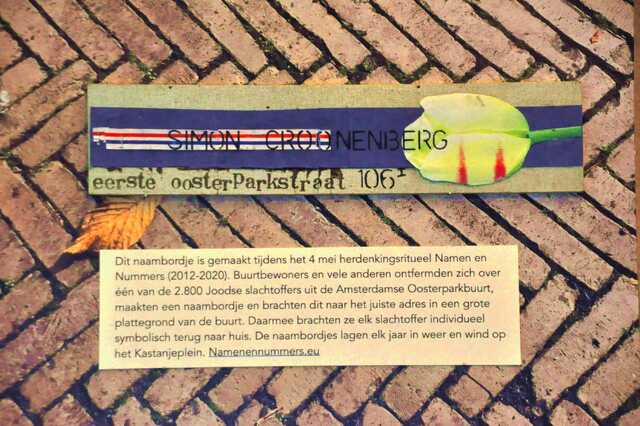 SIMON CROONENBERG
eerste oosterparkstraat 106¹
Dit naambordje is gemaakt tijdens het 4 mei herdenkingsritueel Namen en
Nummers (2012-2020). Buurtbewoners en vele anderen ontfermden zich over
één van de 2.800 Joodse slachtoffers uit de Amsterdamse Oosterparkbuurt,
maakten een naambordje en brachten dit naar het juiste adres in een grote
plattegrond van de buurt. Daarmee brachten ze elk slachtoffer individueel
symbolisch terug naar huis. De naambordjes lagen elk jaar in weer en wind op
het Kastanjeplein. Namenennummers.eu